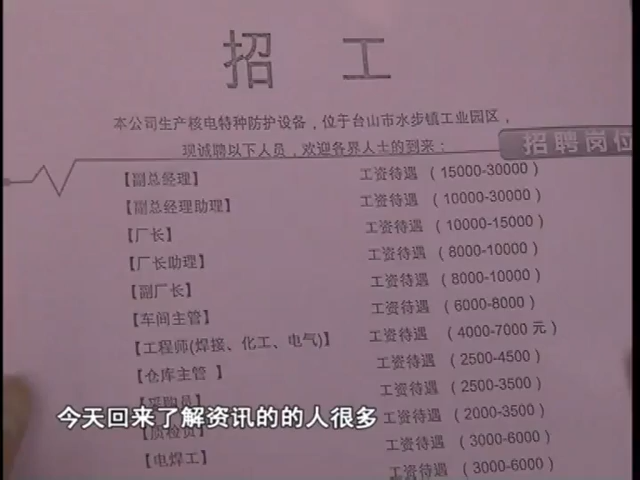 招 工
本公司生产核电特种防护设备，位于台山市水步镇工业园区，
现诚聘以下人员，欢迎各界人士的到来：
招聘岗位
【副总经理】 工资待遇 （15000-30000）
【副总经理助理】 工资待遇 （10000-30000）
【厂长】 工资待遇 （10000-15000）
【厂长助理】 工资待遇 （8000-10000）
【副厂长】 工资待遇 （8000-10000）
【车间主管】 工资待遇 （6000-8000）
【工程师(焊接、化工、电气)】 工资待遇 （4000-7000 元）
【仓库主管 】 工资待遇 （2500-4500）
【采购员】 工资待遇 （2500-3500）
今天回来了解资讯的的人很多
【质检员】 工资待遇 （2000-3500）
【电焊工】 工资待遇 （3000-6000）
工资待遇 （3000-6000）